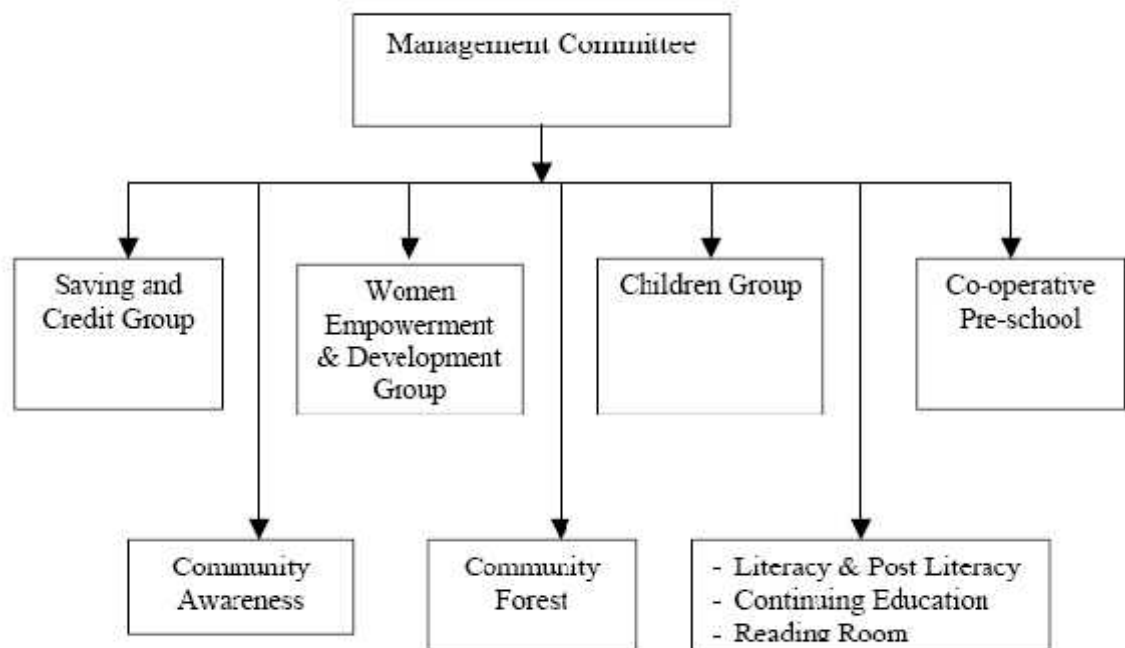 Management Committee
Saving and
Credit Group
Women
Empowerment
& Development
Group
Children Group
Co-operative
Pre-school
Community
Awareness
Community
Forest
- Literacy & Post Literacy
- Continuing Education
- Reading Room